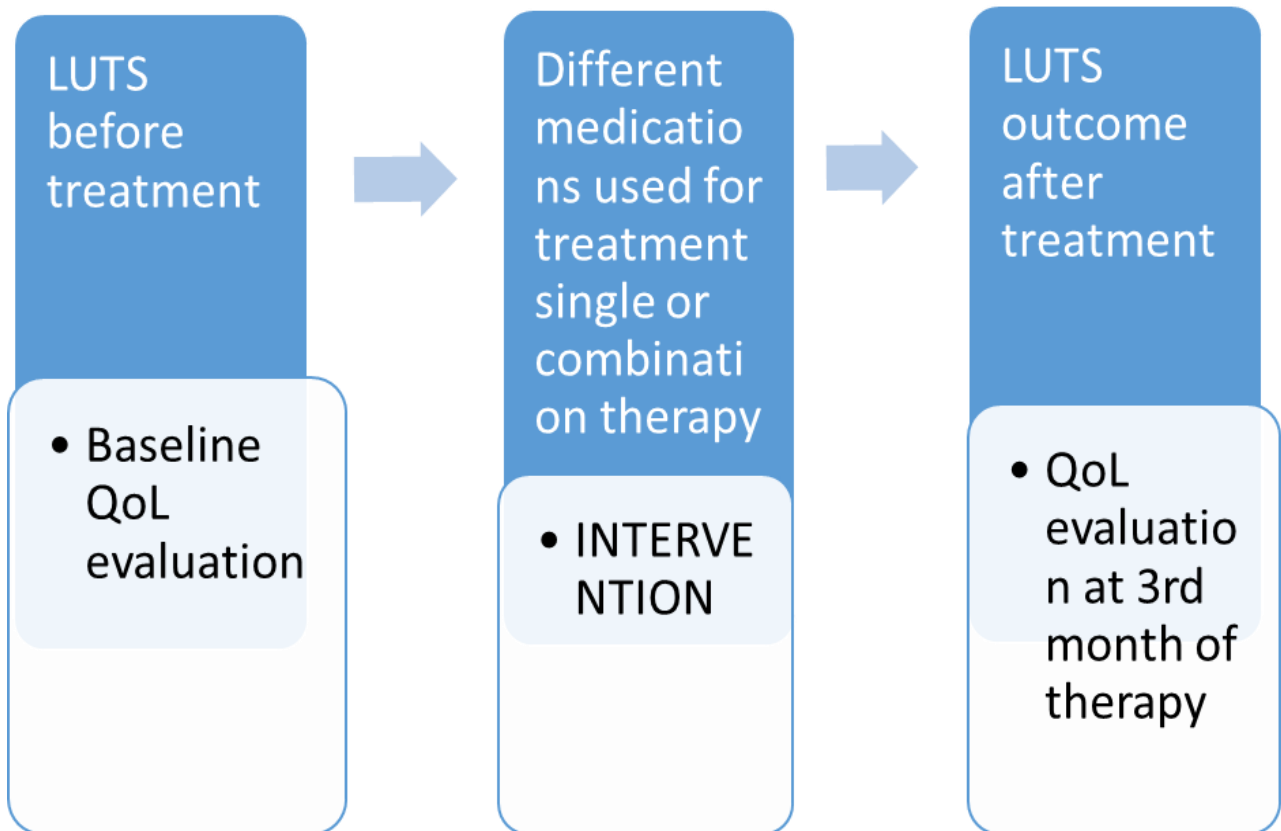 LUTS
before
treatment
• Baseline
QoL
evaluation
Different
medicatio
ns used for
treatment
single or
combinati
on therapy
• INTERVE
NTION
LUTS
outcome
after
treatment
• QoL
evaluatio
n at 3rd
month of
therapy